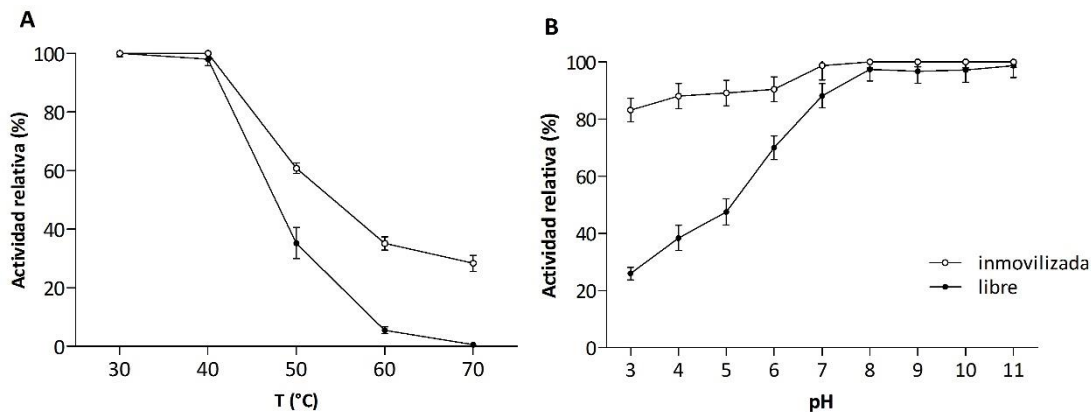 A
Actividad relativa (%)
100
80
60
40
20
0
30 40 50 60 70
T (°C)
B
Actividad relativa (%)
100
80
60
40
20
0
3 4 5 6 7 8 9 10 11
pH
inmovilizada
libre